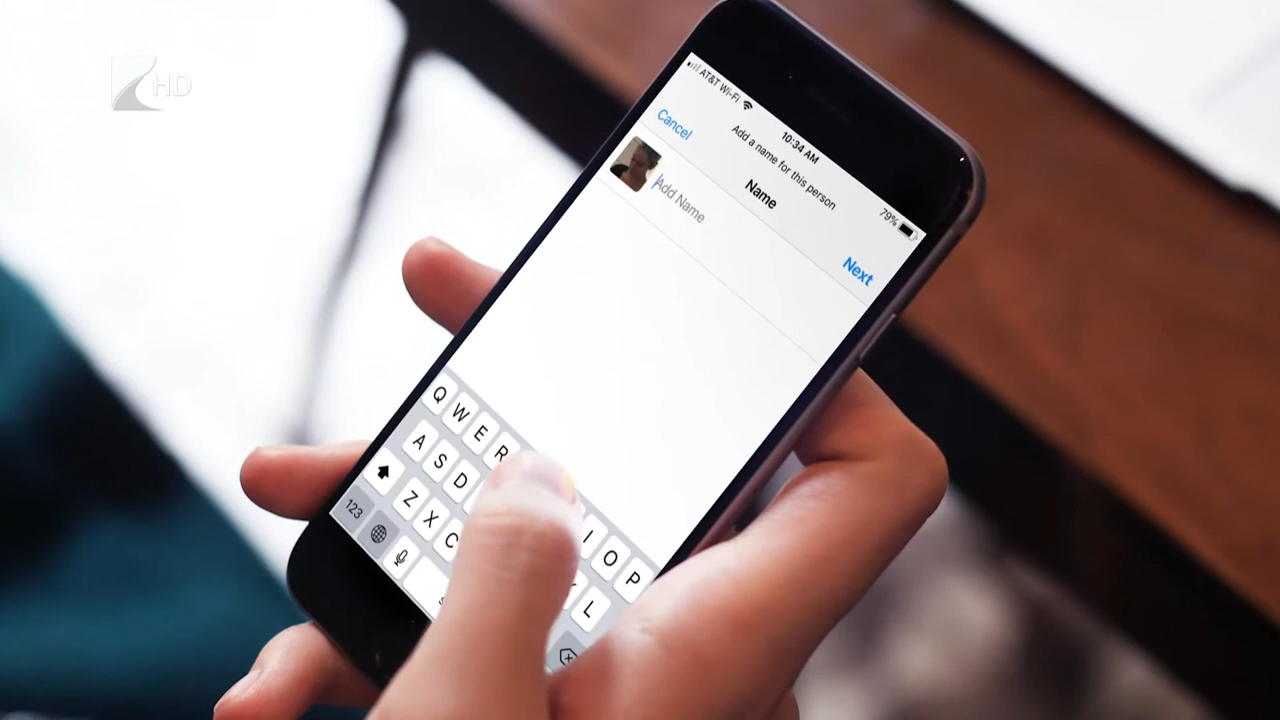 HD
AT&T Wi-Fi
10:34 AM
79%
Add a name for this person
Cancel
Name
Next
Add Name
Q W E R I O P
A S D L
Z X C
123